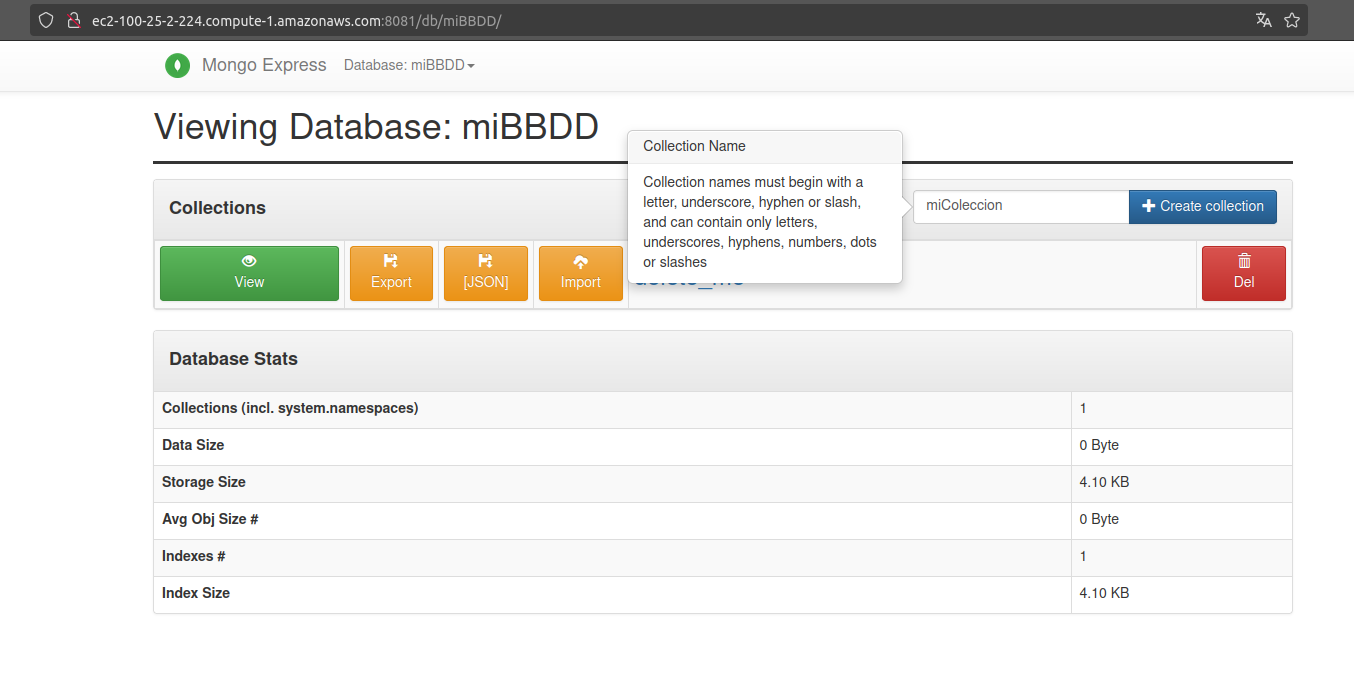 ec2-100-25-2-224.compute-1.amazonaws.com:8081/db/miBBDD/
Mongo Express Database: miBBDD
Viewing Database: miBBDD
Collection Name
Collection names must begin with a
letter, underscore, hyphen or slash,
and can contain only letters,
underscores, hyphens, numbers, dots
or slashes
Collections
miColeccion
Create collection
View
Export
[JSON]
Import
Del
Database Stats
Collections (incl. system.namespaces) 1
Data Size 0 Byte
Storage Size 4.10 KB
Avg Obj Size # 0 Byte
Indexes # 1
Index Size 4.10 KB